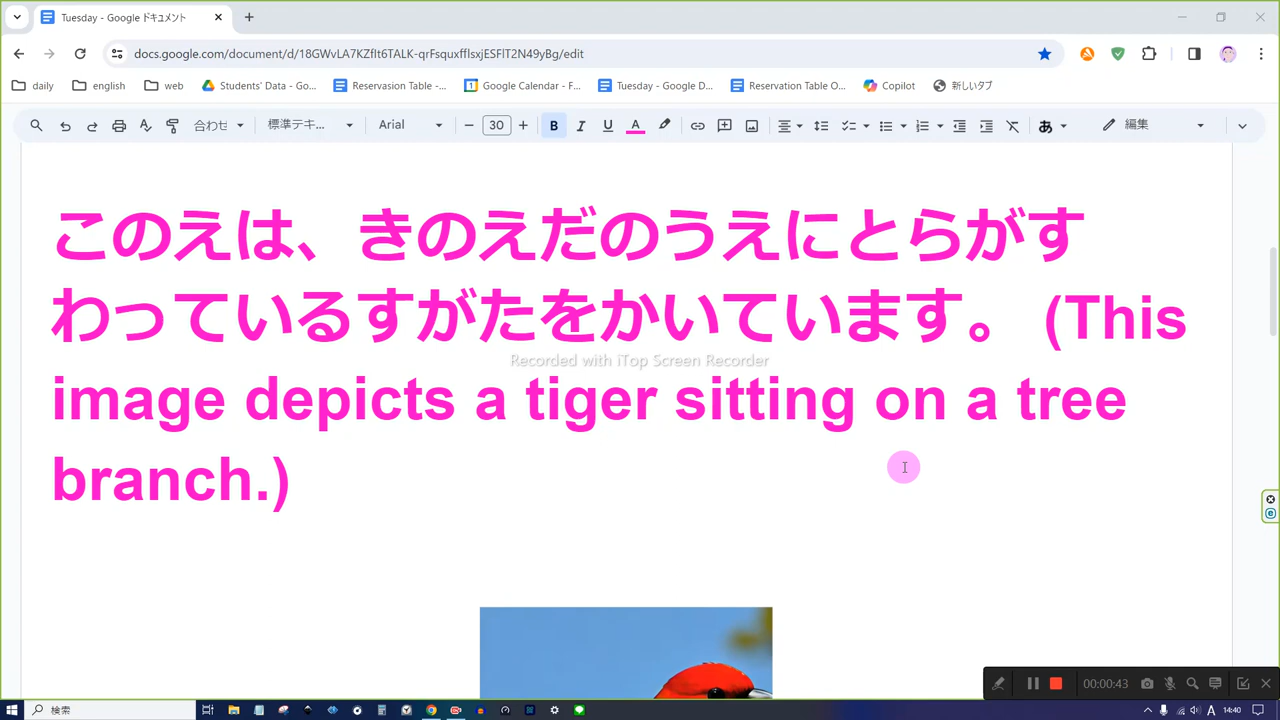 Tuesday - Google ドキュメント
docs.google.com/document/d/18GWvLA7KZflt6TALK-qrFsquxfflsxjESFlT2N49yBg/edit
daily
english
web
Students' Data - Go...
Reservasion Table -...
Google Calendar - F...
Tuesday - Google D...
Reservation Table O...
Copilot
新しいタブ
合わせ
標準テキ...
Arial
30
B
I
U
A
あ
編集
このえは、きのえだのうえにとらがす
わっているすがたをかいています。 (This
image depicts a tiger sitting on a tree
branch.)
Recorded with iTop Screen Recorder
00:00:43
検索
A
14:40